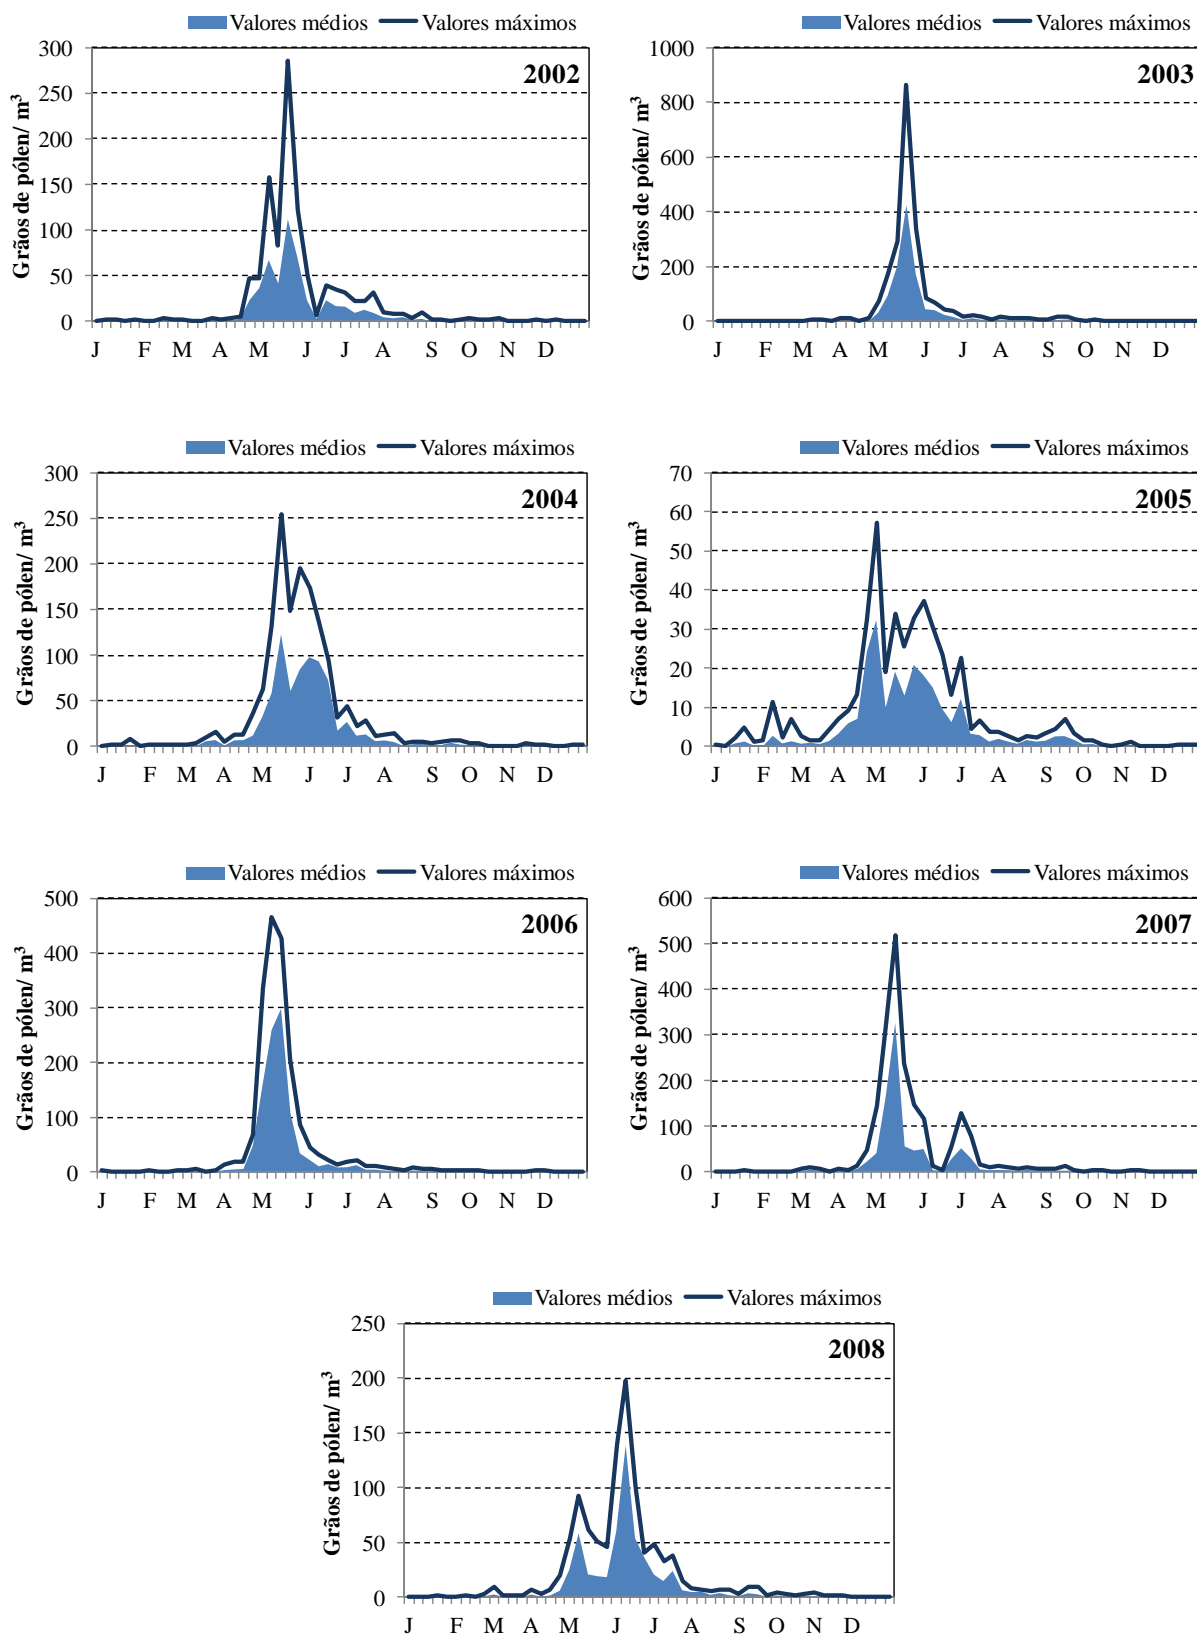 Valores médios Valores máximos
2002
Grãos de pólen/ m³
300
250
200
150
100
50
0
J F M A M J J A S O N D
Valores médios Valores máximos
2003
Grãos de pólen/ m³
1000
800
600
400
200
0
J F M A M J J A S O N D
Valores médios Valores máximos
2004
Grãos de pólen/ m³
300
250
200
150
100
50
0
J F M A M J J A S O N D
Valores médios Valores máximos
2005
Grãos de pólen/ m³
70
60
50
40
30
20
10
0
J F M A M J J A S O N D
Valores médios Valores máximos
2006
Grãos de pólen/ m³
500
400
300
200
100
0
J F M A M J J A S O N D
Valores médios Valores máximos
2007
Grãos de pólen/ m³
600
500
400
300
200
100
0
J F M A M J J A S O N D
Valores médios Valores máximos
2008
Grãos de pólen/ m³
250
200
150
100
50
0
J F M A M J J A S O N D